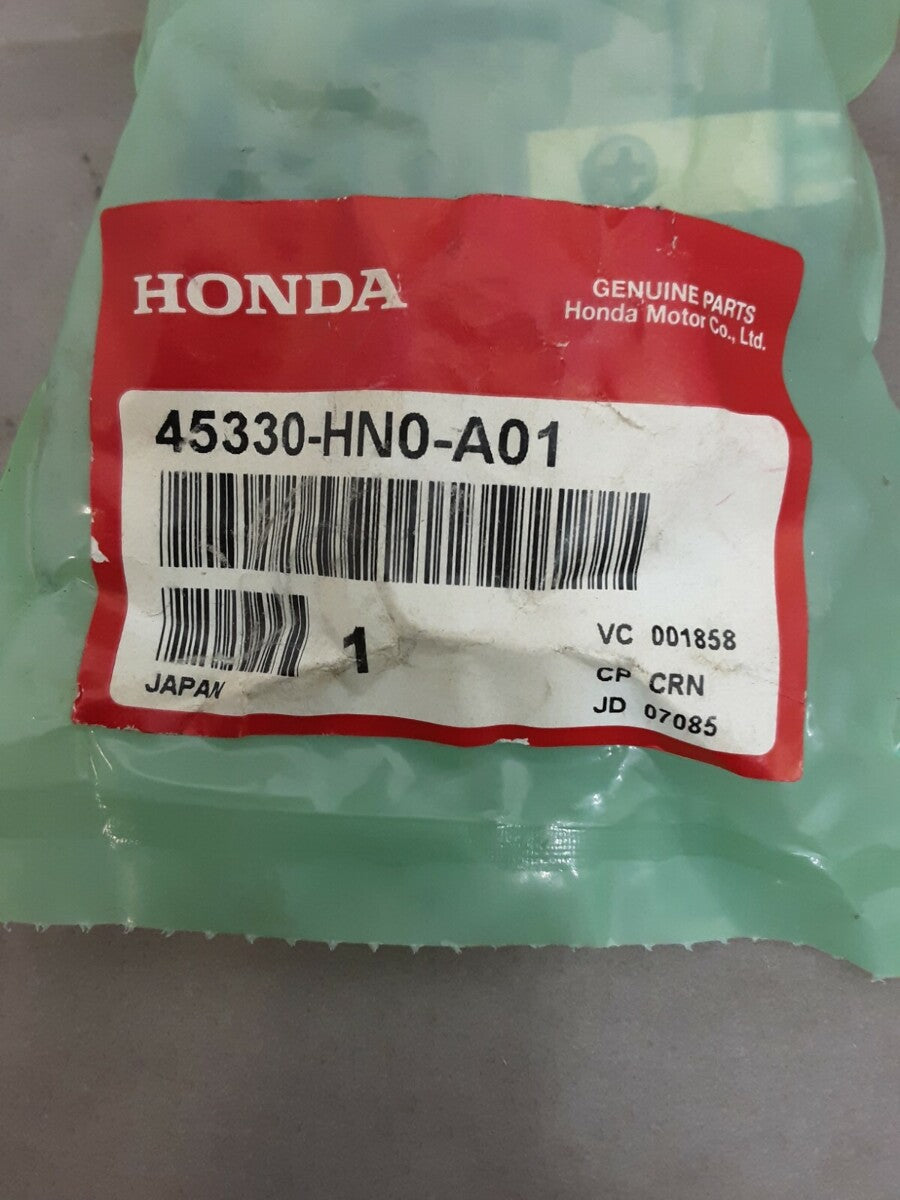 HONDA
GENUINE PARTS
Honda Motor Co., Ltd.
45330-HN0-A01
1
JAPAN
VC 001858
CP CRN
JD 07085